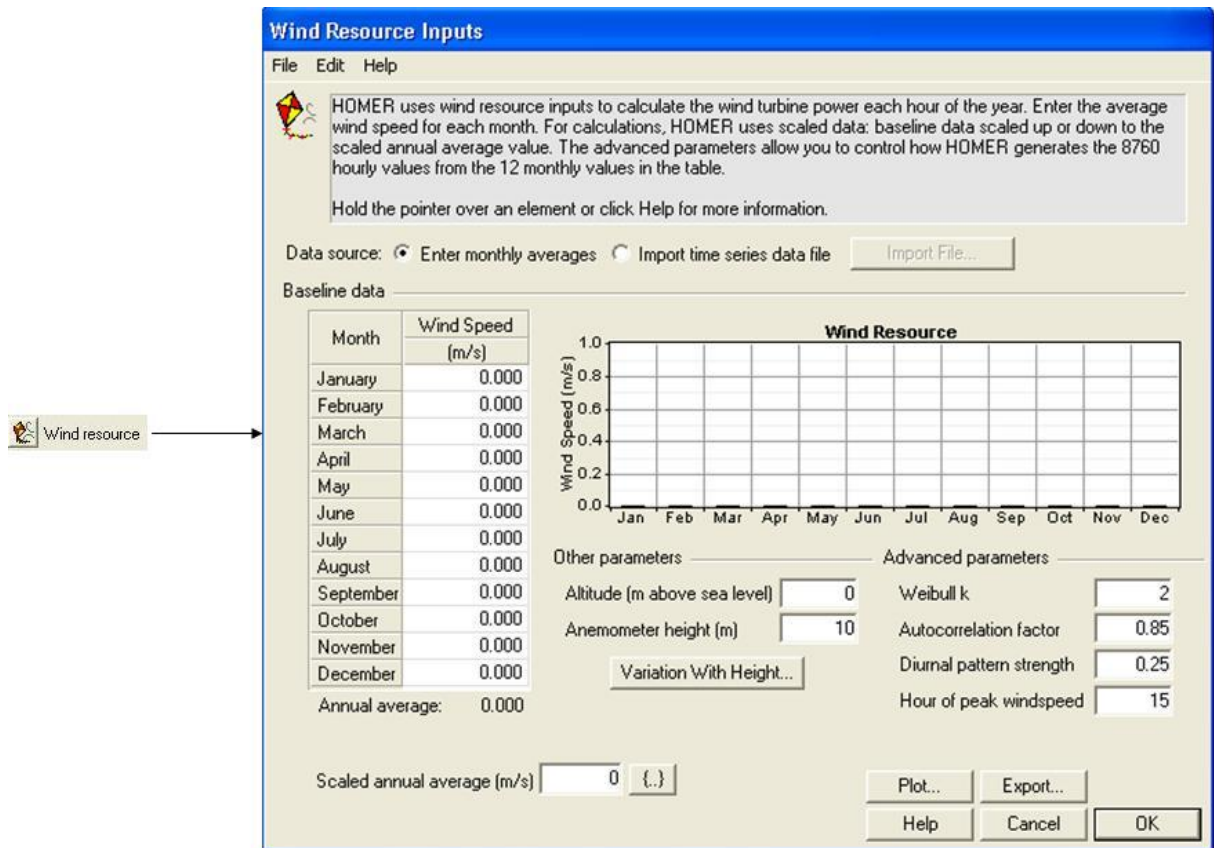 Wind resource
Wind Resource Inputs
File Edit Help
HOMER uses wind resource inputs to calculate the wind turbine power each hour of the year. Enter the average
wind speed for each month. For calculations, HOMER uses scaled data: baseline data scaled up or down to the
scaled annual average value. The advanced parameters allow you to control how HOMER generates the 8760
hourly values from the 12 monthly values in the table.
Hold the pointer over an element or click Help for more information.
Data source: Enter monthly averages Import time series data file Import File...
Baseline data
Month Wind Speed
(m/s)
January 0.000
February 0.000
March 0.000
April 0.000
May 0.000
June 0.000
July 0.000
August 0.000
September 0.000
October 0.000
November 0.000
December 0.000
Annual average: 0.000
Wind Resource
Wind Speed (m/s)
1.0
0.8
0.6
0.4
0.2
0.0
Jan Feb Mar Apr May Jun Jul Aug Sep Oct Nov Dec
Other parameters
Altitude (m above sea level) 0
Anemometer height (m) 10
Variation With Height...
Advanced parameters
Weibull k 2
Autocorrelation factor 0.85
Diurnal pattern strength 0.25
Hour of peak windspeed 15
Scaled annual average (m/s) 0 {..}
Plot... Export...
Help Cancel OK